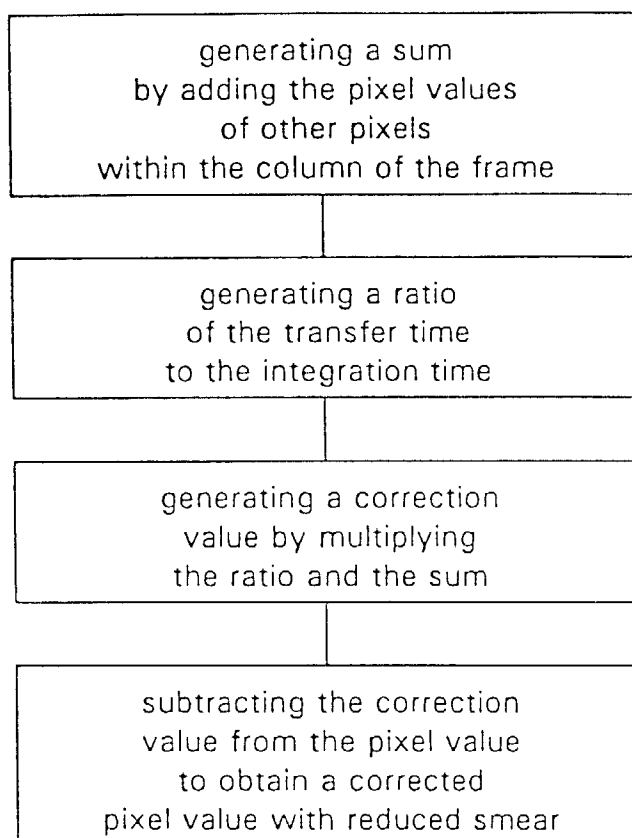 generating a sum
by adding the pixel values
of other pixels
within the column of the frame
generating a ratio
of the transfer time
to the integration time
generating a correction
value by multiplying
the ratio and the sum
subtracting the correction
value from the pixel value
to obtain a corrected
pixel value with reduced smear